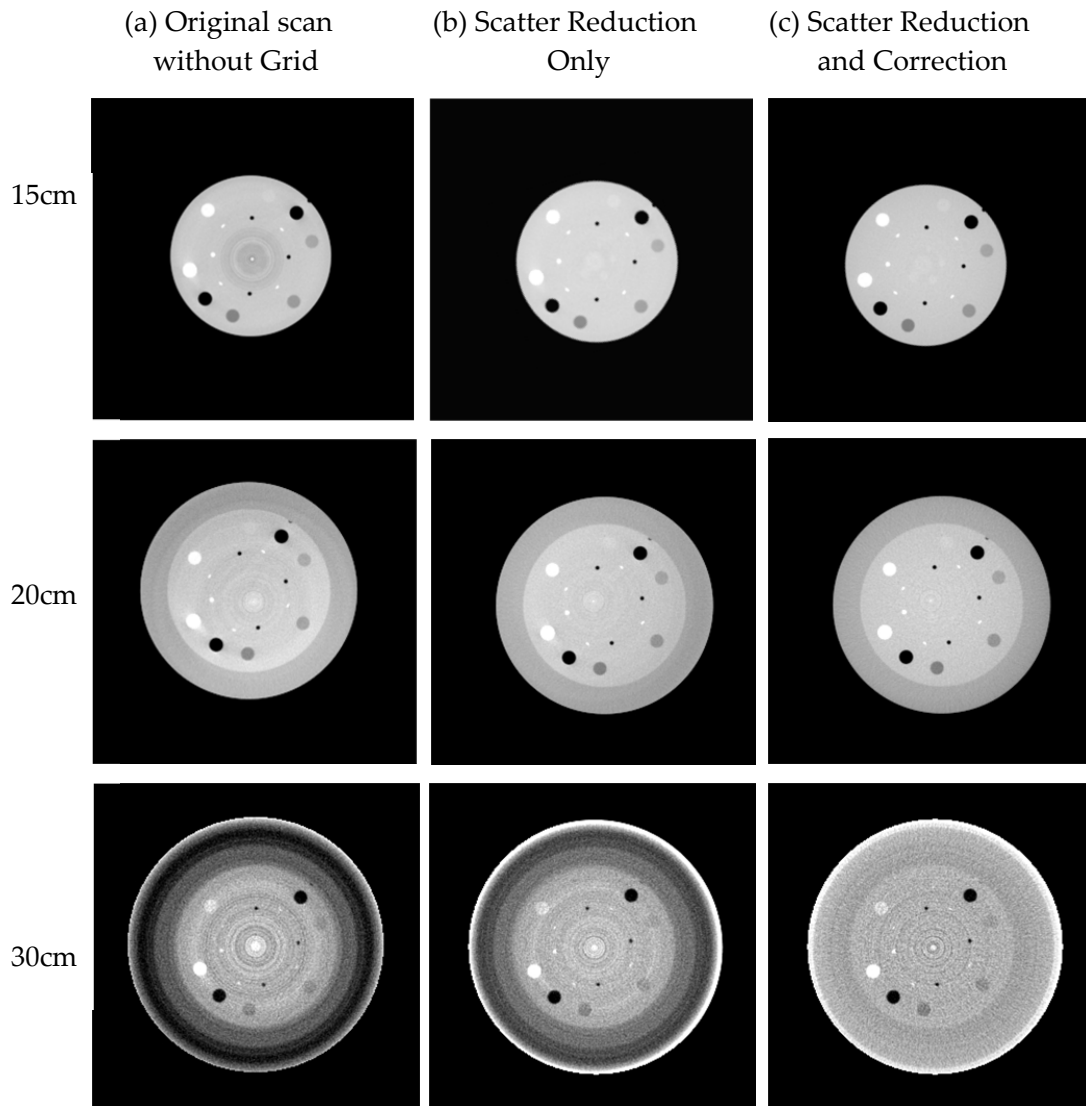 (a) Original scan
without Grid
(b) Scatter Reduction
Only
(c) Scatter Reduction
and Correction
15cm
20cm
30cm